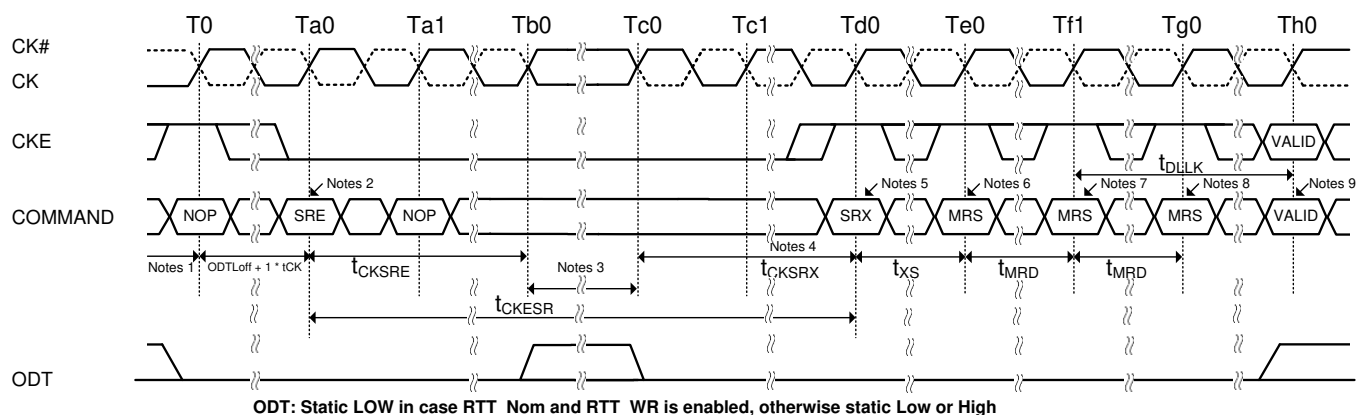 T0 Ta0 Ta1 Tb0 Tc0 Tc1 Td0 Te0 Tf1 Tg0 Th0
CK#
CK
CKE VALID
tDLLK
Notes 2 Notes 5 Notes 6 Notes 7 Notes 8 Notes 9
COMMAND NOP SRE NOP SRX MRS MRS MRS VALID
Notes 1 ODTLoff + 1 * tCK tCKSRE Notes 3 Notes 4 tCKSRX tXS tMRD tMRD
tCKESR
ODT
ODT: Static LOW in case RTT_Nom and RTT_WR is enabled, otherwise static Low or High